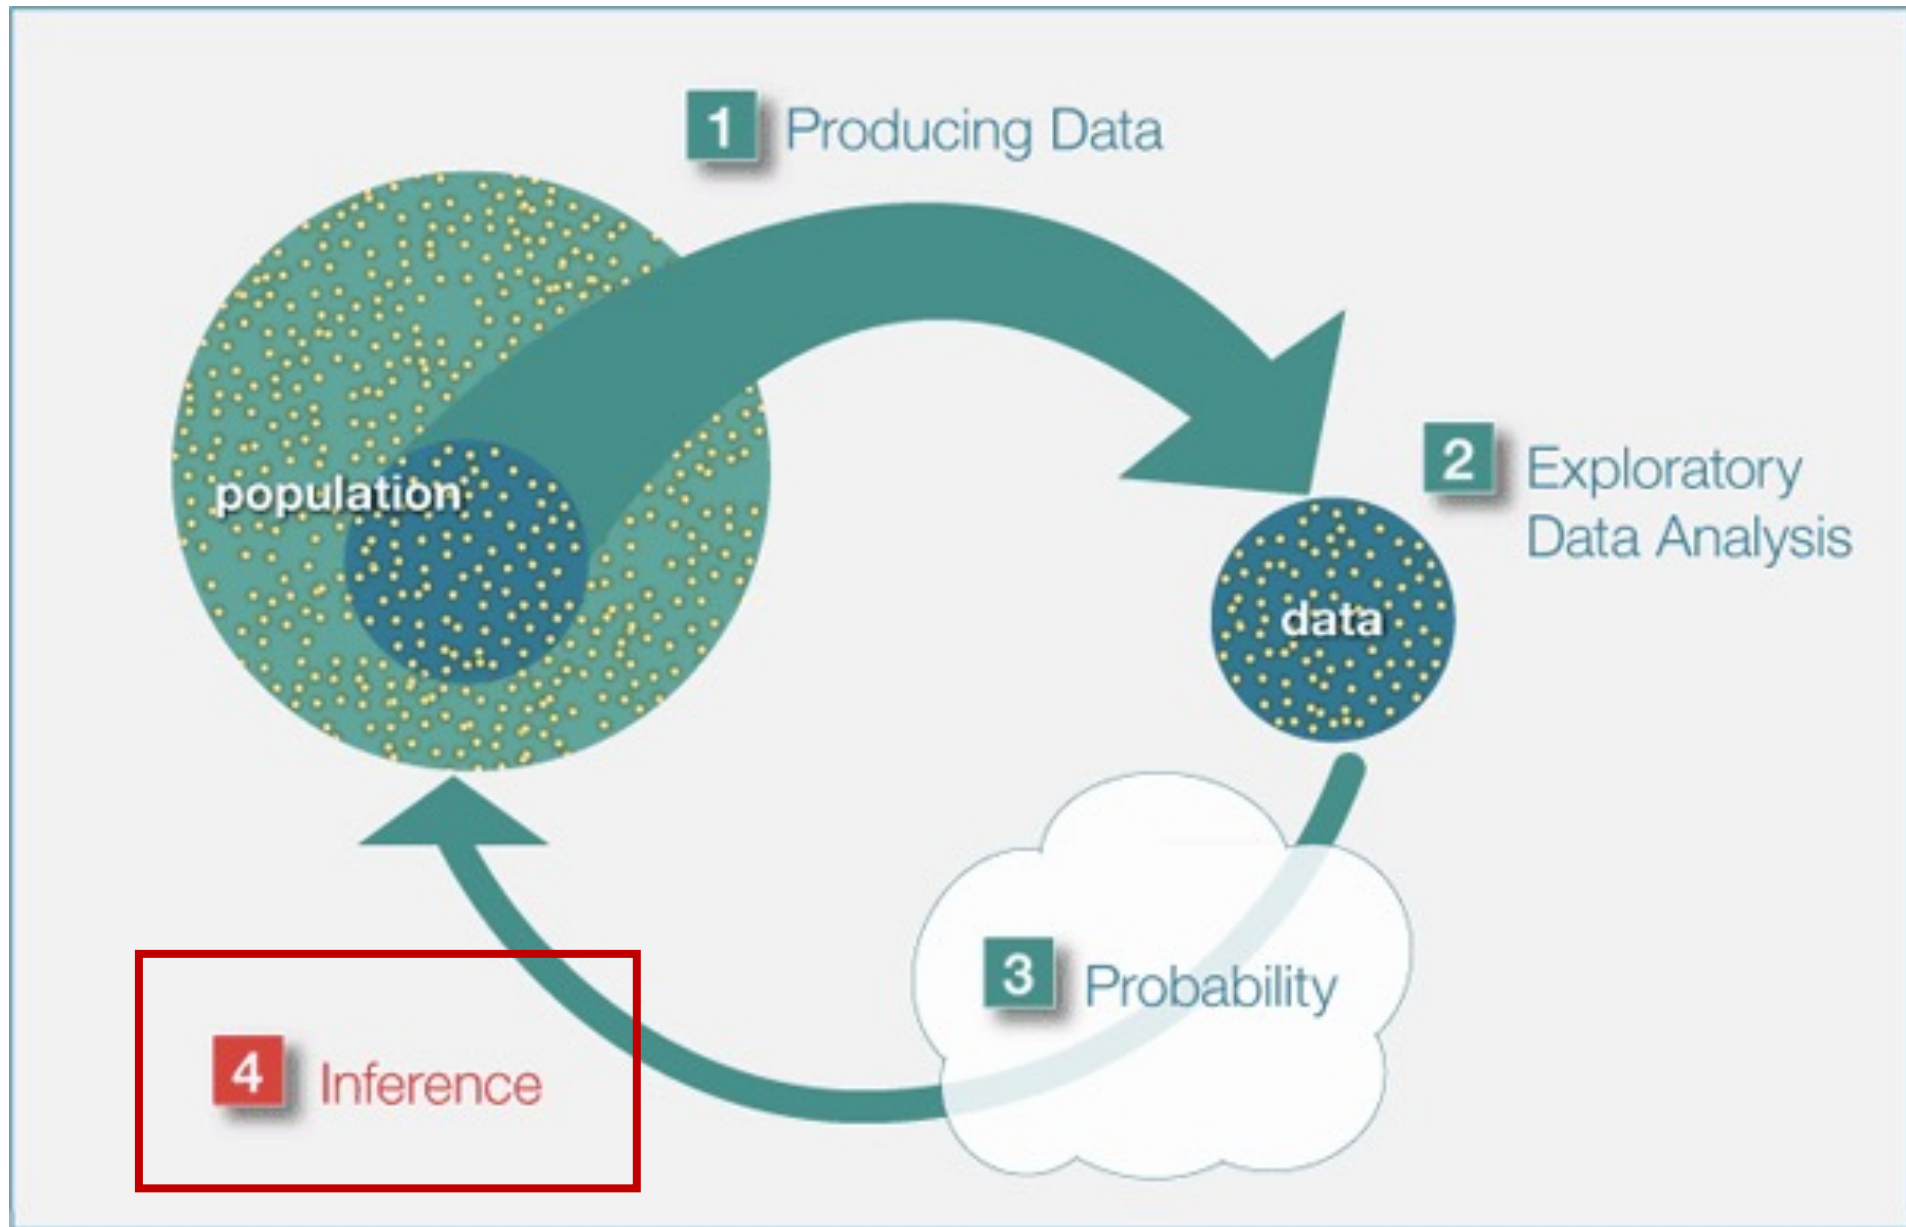 1 Producing Data
population
2 Exploratory
Data Analysis
data
3 Probability
4 Inference